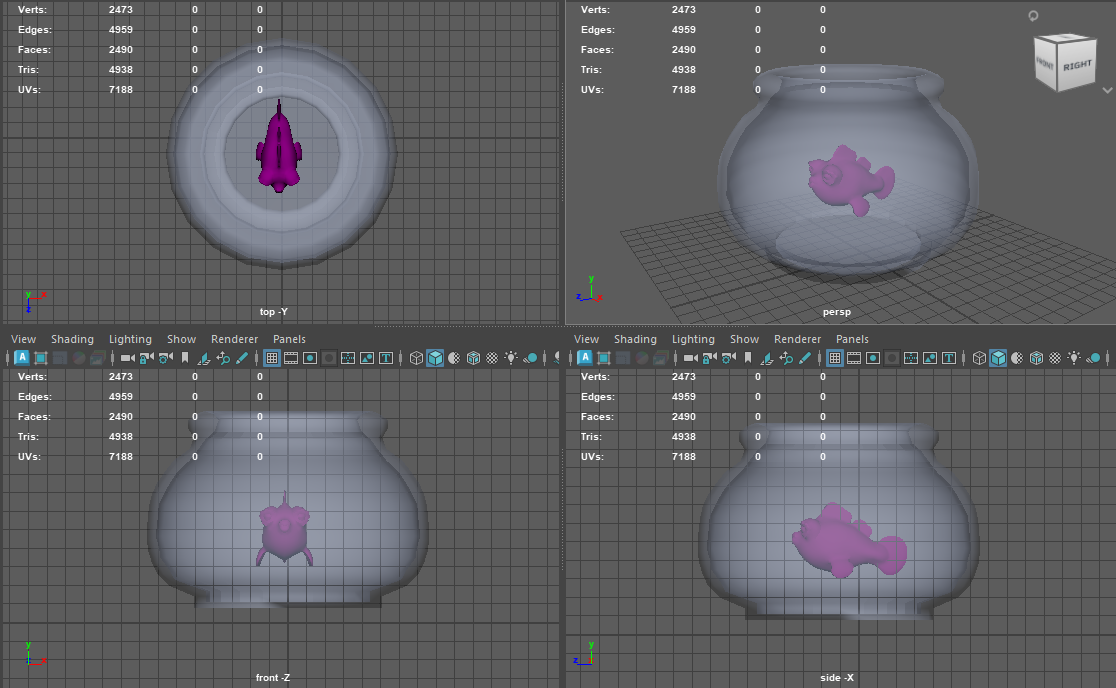 Verts: 2473 0 0
Edges: 4959 0 0
Faces: 2490 0 0
Tris: 4938 0 0
UVs: 7188 0 0
y x
z
top -Y
Verts: 2473 0 0
Edges: 4959 0 0
Faces: 2490 0 0
Tris: 4938 0 0
UVs: 7188 0 0
FRONT RIGHT
y
z x
persp
View Shading Lighting Show Renderer Panels
A T
Verts: 2473 0 0
Edges: 4959 0 0
Faces: 2490 0 0
Tris: 4938 0 0
UVs: 7188 0 0
y
z x
front -Z
View Shading Lighting Show Renderer Panels
A T
Verts: 2473 0 0
Edges: 4959 0 0
Faces: 2490 0 0
Tris: 4938 0 0
UVs: 7188 0 0
y
z
side -X